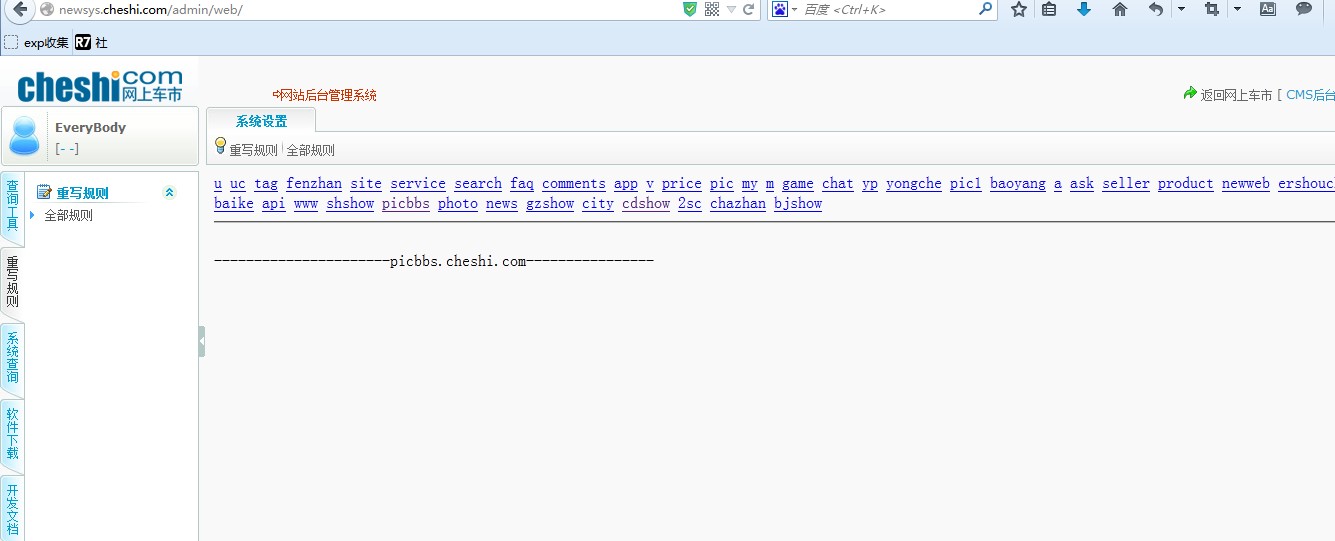 newsys.cheshi.com/admin/web/
百度 <Ctrl+K>
exp收集 R7 社
cheshi.com 网上车市
⇨网站后台管理系统
返回网上车市 [ CMS后台
EveryBody
[- -]
系统设置
重写规则 | 全部规则
查询工具
重写规则
系统查询
软件下载
开发文档
重写规则
全部规则
u uc tag fenzhan site service search faq comments app v price pic my m game chat yp yongche pic1 baoyang a ask seller product newweb ershouc
baike api www shshow picbbs photo news gzshow city cdshow 2sc chazhan bjshow
----------------------picbbs.cheshi.com----------------